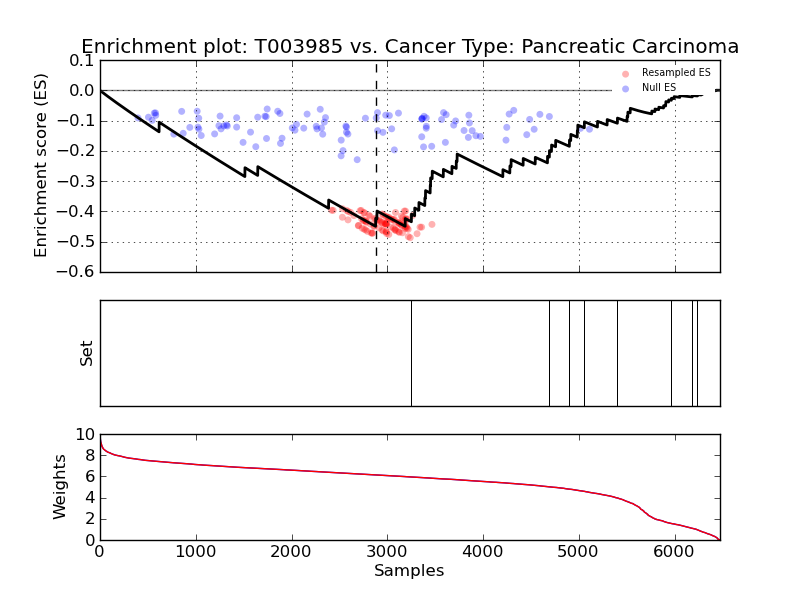 Enrichment plot: T003985 vs. Cancer Type: Pancreatic Carcinoma
0.1
0.0
−0.1
−0.2
−0.3
−0.4
−0.5
−0.6
Enrichment score (ES)
Resampled ES
Null ES
Set
10
8
6
4
2
0
Weights
0 1000 2000 3000 4000 5000 6000
Samples